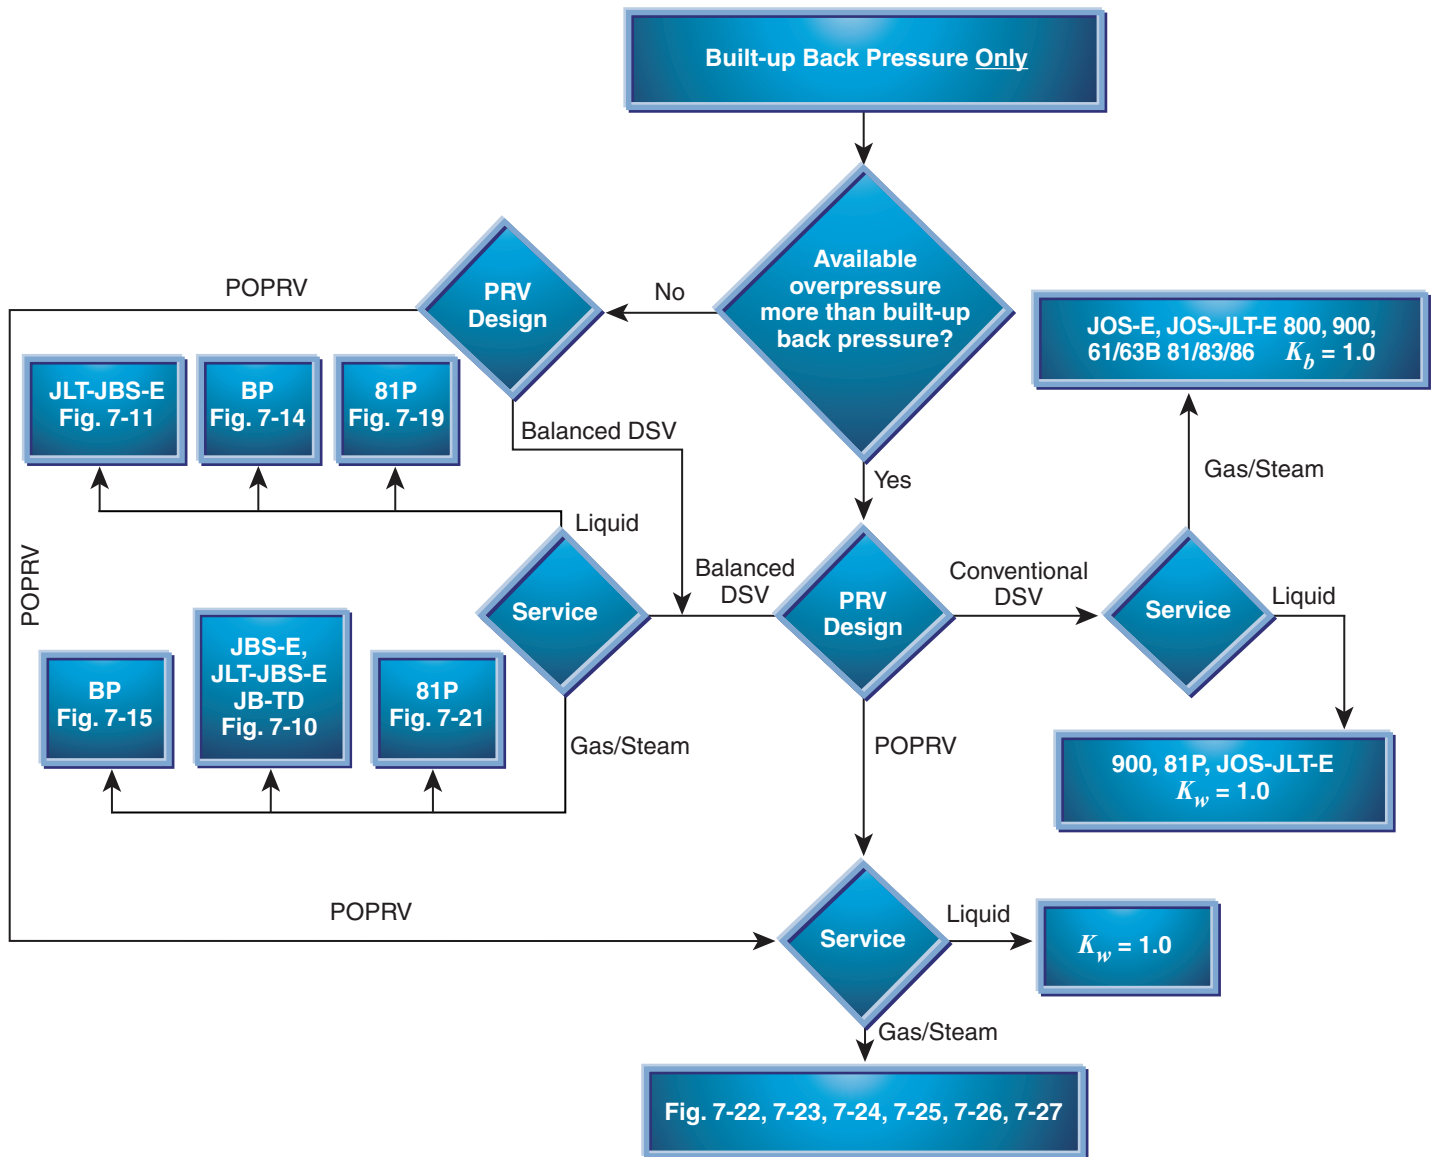 Built-up Back Pressure Only
Available
overpressure
more than built-up
back pressure?
No
PRV
Design
POPRV
JOS-E, JOS-JLT-E 800, 900,
61/63B 81/83/86 K_b = 1.0
JLT-JBS-E
Fig. 7-11
BP
Fig. 7-14
81P
Fig. 7-19
Balanced DSV
Yes
Gas/Steam
Liquid
POPRV
Service
Balanced
DSV
PRV
Design
Conventional
DSV
Service
Liquid
BP
Fig. 7-15
JBS-E,
JLT-JBS-E
JB-TD
Fig. 7-10
81P
Fig. 7-21
Gas/Steam
POPRV
900, 81P, JOS-JLT-E
K_w = 1.0
POPRV
Service
Liquid
K_w = 1.0
Gas/Steam
Fig. 7-22, 7-23, 7-24, 7-25, 7-26, 7-27